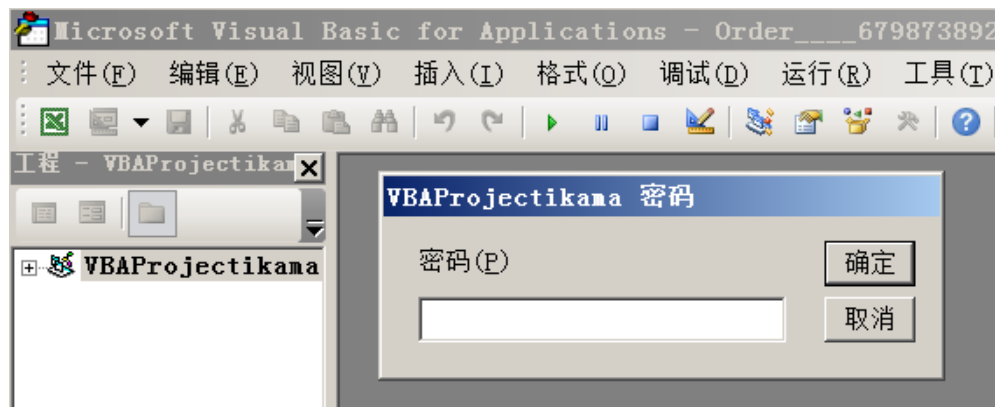 Microsoft Visual Basic for Applications - Order____679873892
文件(F) 编辑(E) 视图(V) 插入(I) 格式(O) 调试(D) 运行(R) 工具(T)
工程 - VBAProjectikama
VBAProjectikama
VBAProjectikama 密码
密码(P)
确定
取消